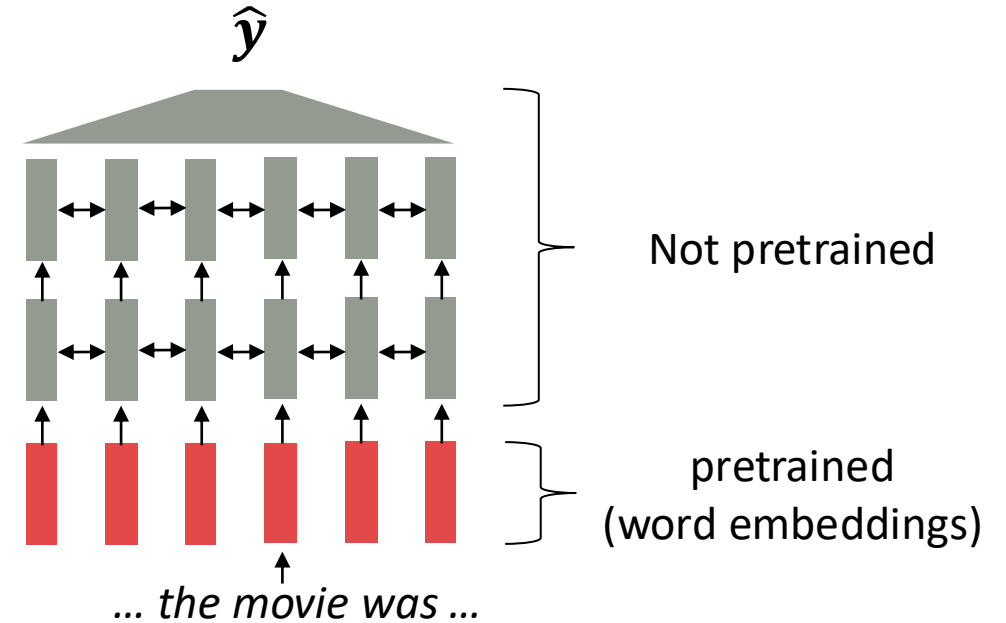 ŷ
Not pretrained
pretrained
(word embeddings)
... the movie was ...